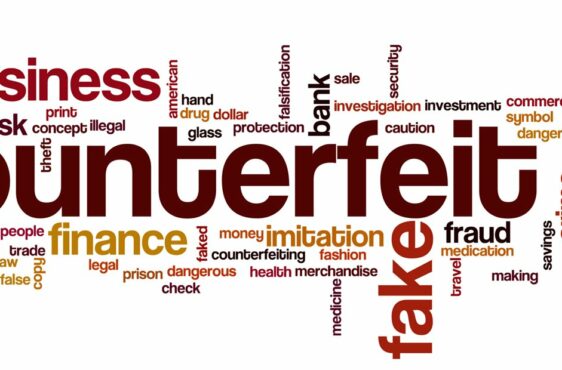 siness
american
hand
falsification
bank
sale
security
print
drug dollar
investigation
investment
commerc
sk
concept
illegal
glass
protection
caution
symbol
danger
theft
ounterfeit
people
finance
faked
money
imitation
fake
fraud
savings
trade
counterfeiting
fashion
medication
aw
copy
legal
prison
dangerous
health
merchandise
travel
making
false
check
medicine